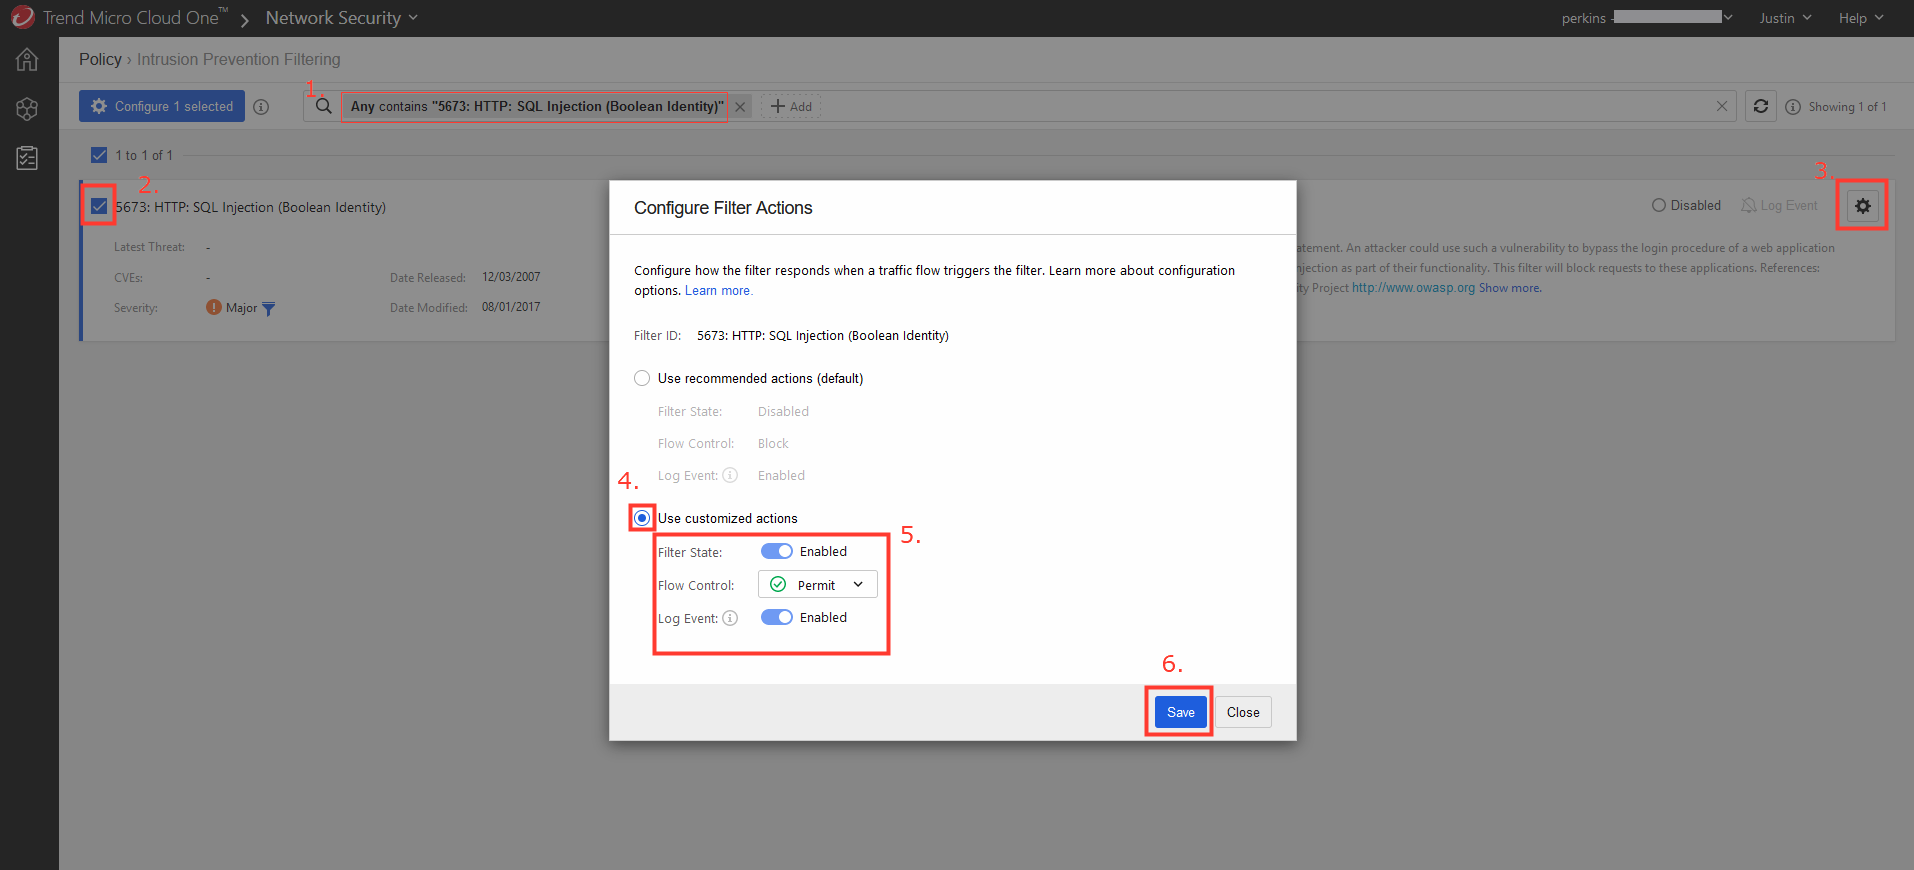 Trend Micro Cloud One™ Network Security
perkins - Justin Help
Policy › Intrusion Prevention Filtering
1.
Configure 1 selected
Any contains "5673: HTTP: SQL Injection (Boolean Identity)"
Add
Showing 1 of 1
1 to 1 of 1
2.
3.
5673: HTTP: SQL Injection (Boolean Identity)
Disabled Log Event
Latest Threat: -
CVEs: - Date Released: 12/03/2007
Severity: Major Date Modified: 08/01/2017
atement. An attacker could use such a vulnerability to bypass the login procedure of a web application
njection as part of their functionality. This filter will block requests to these applications. References:
ity Project http://www.owasp.org Show more.
Configure Filter Actions
Configure how the filter responds when a traffic flow triggers the filter. Learn more about configuration
options. Learn more.
Filter ID: 5673: HTTP: SQL Injection (Boolean Identity)
Use recommended actions (default)
Filter State: Disabled
Flow Control: Block
Log Event: Enabled
4.
Use customized actions
5.
Filter State: Enabled
Flow Control: Permit
Log Event: Enabled
6.
Save Close